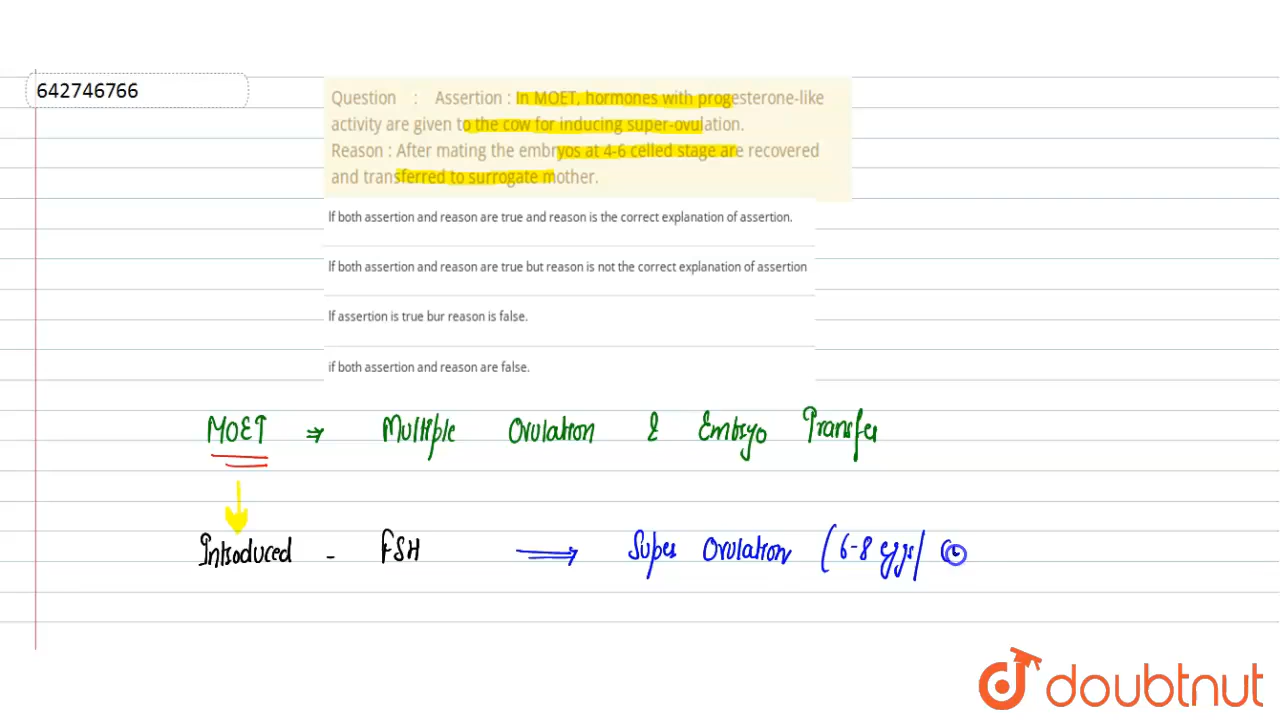 642746766
Question : Assertion : In MOET, hormones with progesterone-like
activity are given to the cow for inducing super-ovulation.
Reason : After mating the embryos at 4-6 celled stage are recovered
and transferred to surrogate mother.
If both assertion and reason are true and reason is the correct explanation of assertion.
If both assertion and reason are true but reason is not the correct explanation of assertion
If assertion is true bur reason is false.
if both assertion and reason are false.
MOET ⇒ Multiple Ovulation & Embryo Transfer
Introduced - FSH ⟹ Super Ovulation (6-8 eggs/
doubtnut